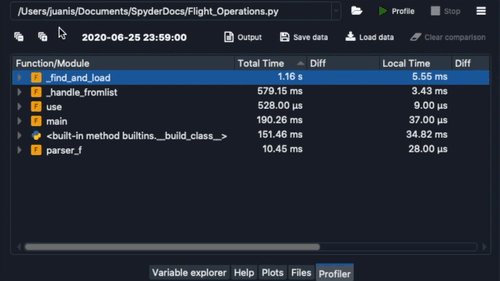 /Users/juanis/Documents/SpyderDocs/Flight_Operations.py Profile Stop
2020-06-25 23:59:00 Output Save data Load data Clear comparison
Function/Module Total Time Diff Local Time Diff
F _find_and_load 1.16 s 5.55 ms
F _handle_fromlist 579.15 ms 3.43 ms
F use 528.00 µs 9.00 µs
F main 190.26 ms 37.00 µs
<built-in method builtins.__build_class__> 151.46 ms 34.82 ms
F parser_f 10.45 ms 28.00 µs
Variable explorer Help Plots Files Profiler